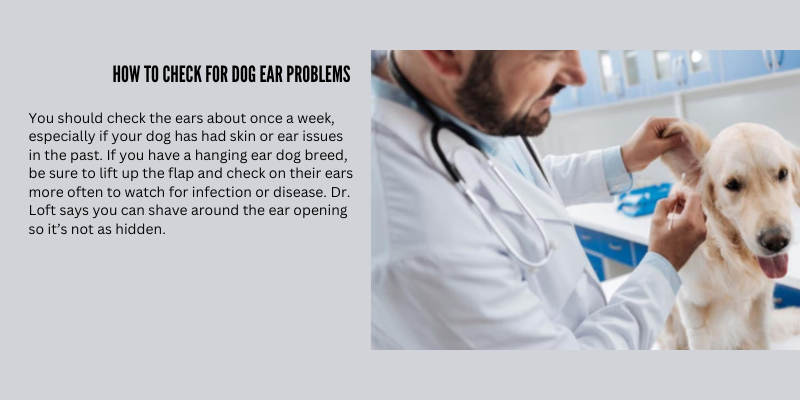 HOW TO CHECK FOR DOG EAR PROBLEMS
You should check the ears about once a week,
especially if your dog has had skin or ear issues
in the past. If you have a hanging ear dog breed,
be sure to lift up the flap and check on their ears
more often to watch for infection or disease. Dr.
Loft says you can shave around the ear opening
so it’s not as hidden.